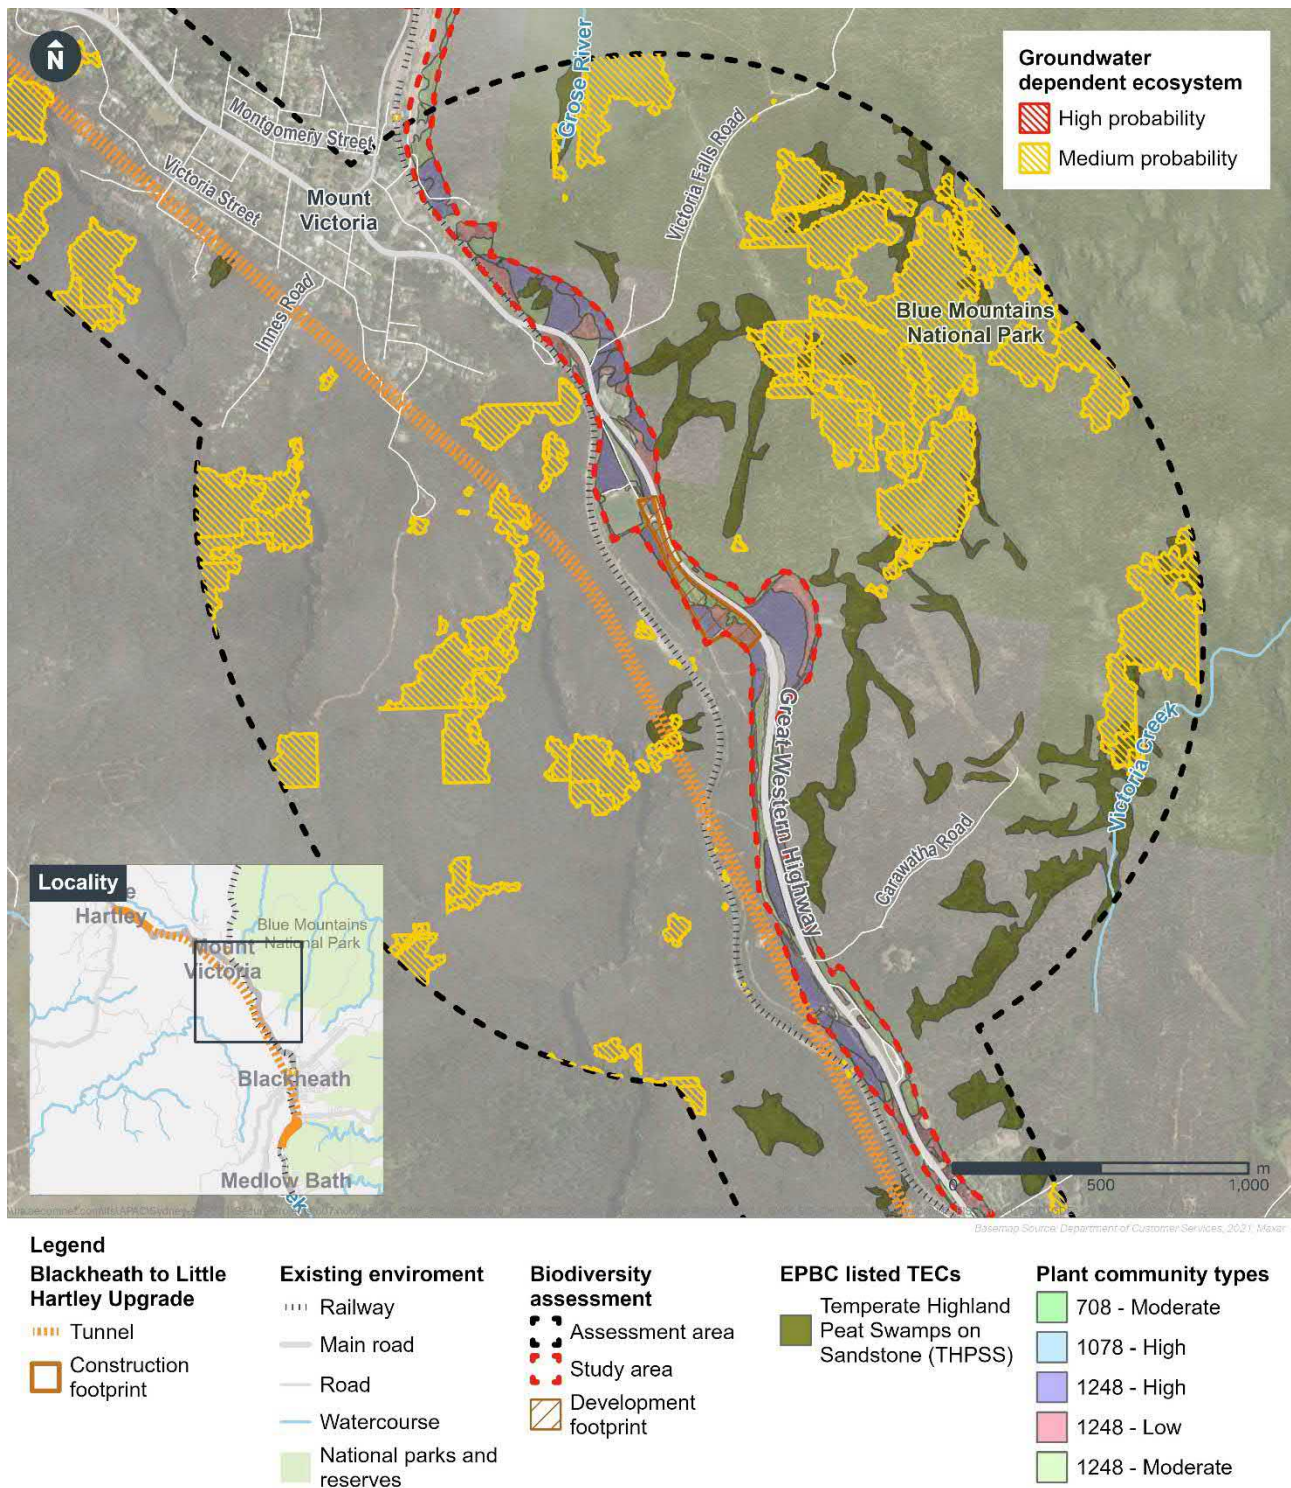 N
Grose River
Montgomery Street
Victoria Street
Mount
Victoria
Innes Road
Victoria Falls Road
Groundwater
dependent ecosystem
High probability
Medium probability
Blue Mountains
National Park
Great Western Highway
Carawatha Road
Victoria Creek
Locality
e
Hartley
Blue Mountains
National Park
Mount
Victoria
Blackheath
Medlow Bath
ek
0
500
1,000
m
Basemap Source: Department of Customer Services, 2021, Maxar
Legend
Blackheath to Little
Hartley Upgrade
Tunnel
Construction
footprint
Existing enviroment
Railway
Main road
Road
Watercourse
National parks and
reserves
Biodiversity
assessment
Assessment area
Study area
Development
footprint
EPBC listed TECs
Temperate Highland
Peat Swamps on
Sandstone (THPSS)
Plant community types
708 - Moderate
1078 - High
1248 - High
1248 - Low
1248 - Moderate